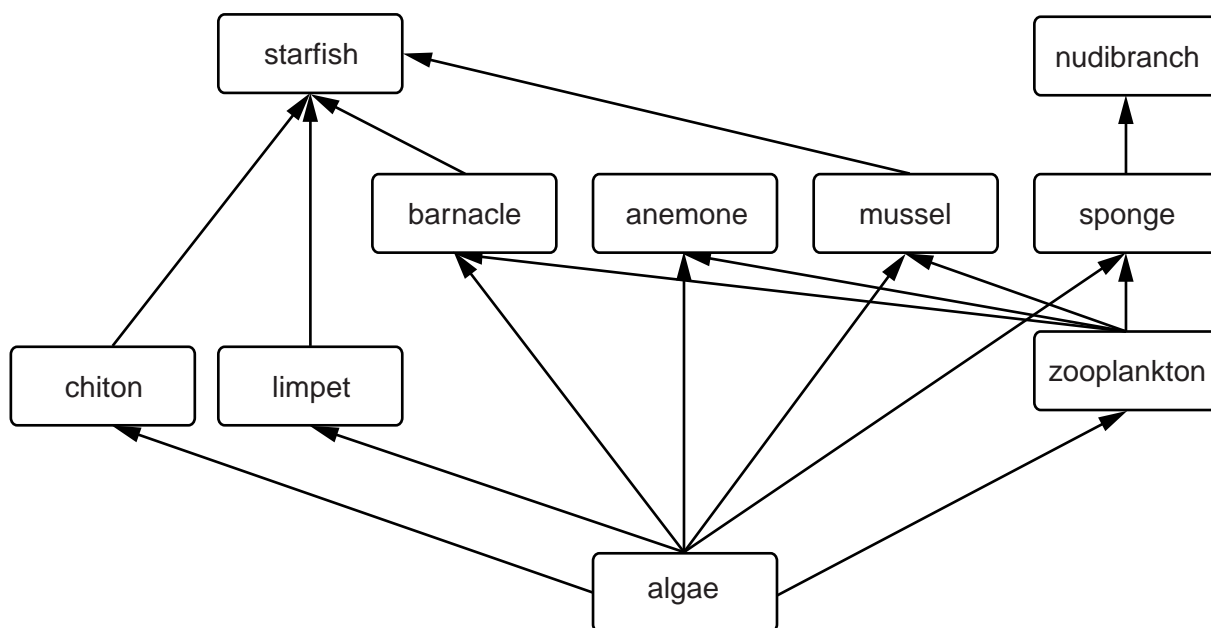 starfish
nudibranch
barnacle
anemone
mussel
sponge
chiton
limpet
zooplankton
algae